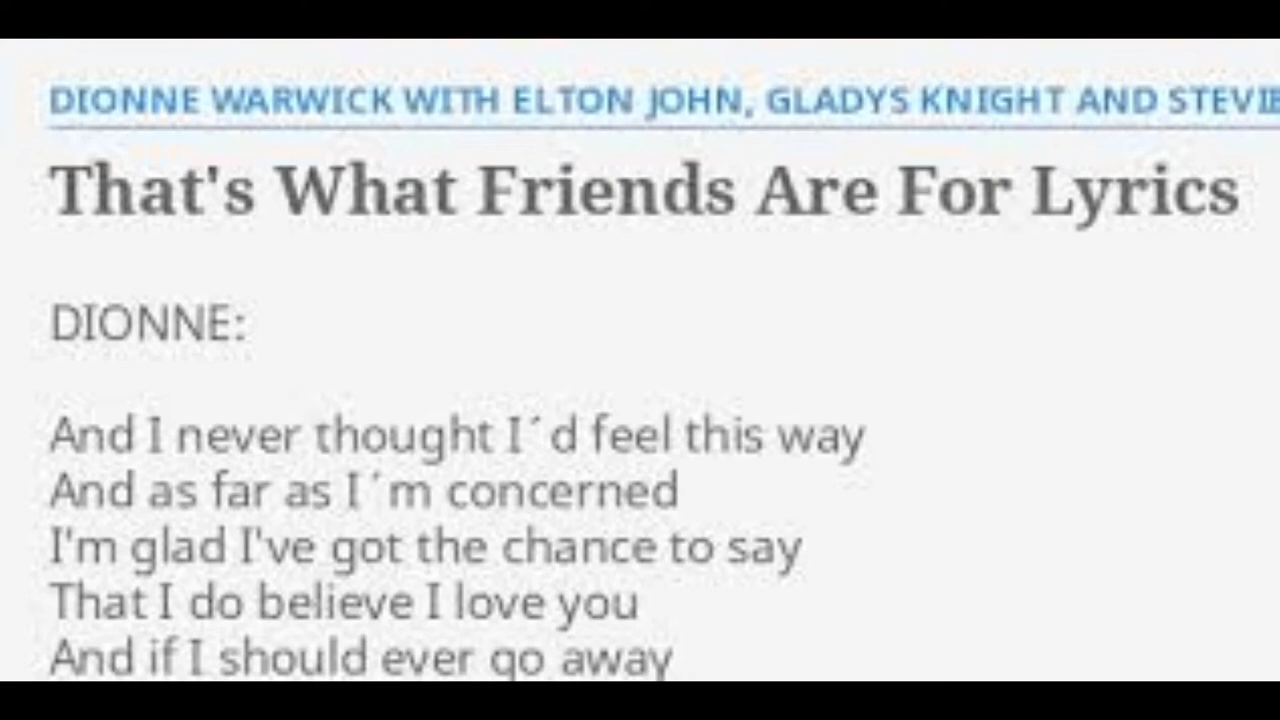 DIONNE WARWICK WITH ELTON JOHN, GLADYS KNIGHT AND STEVIE
That's What Friends Are For Lyrics
DIONNE:
And I never thought I´d feel this way
And as far as I´m concerned
I'm glad I've got the chance to say
That I do believe I love you
And if I should ever go away